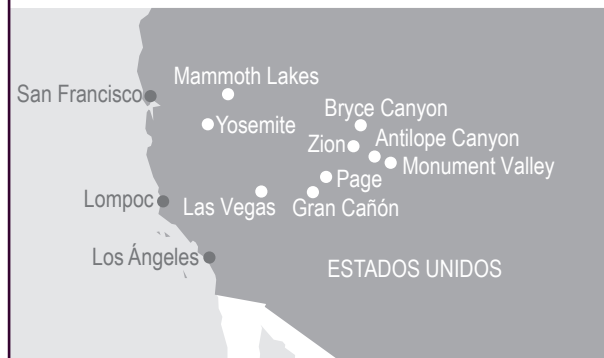 Mammoth Lakes
San Francisco
Bryce Canyon
Yosemite
Antilope Canyon
Zion
Monument Valley
Page
Lompoc
Las Vegas
Gran Cañón
Los Ángeles
ESTADOS UNIDOS